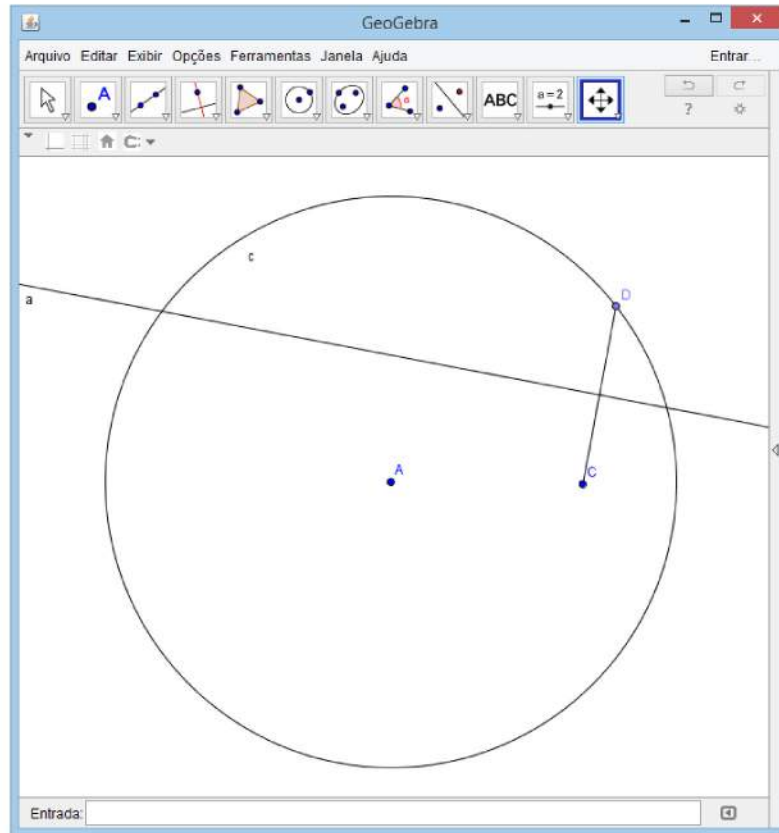 GeoGebra
Arquivo Editar Exibir Opções Ferramentas Janela Ajuda Entrar...
A ABC a=2
?
c
D
a
A
C
Entrada: